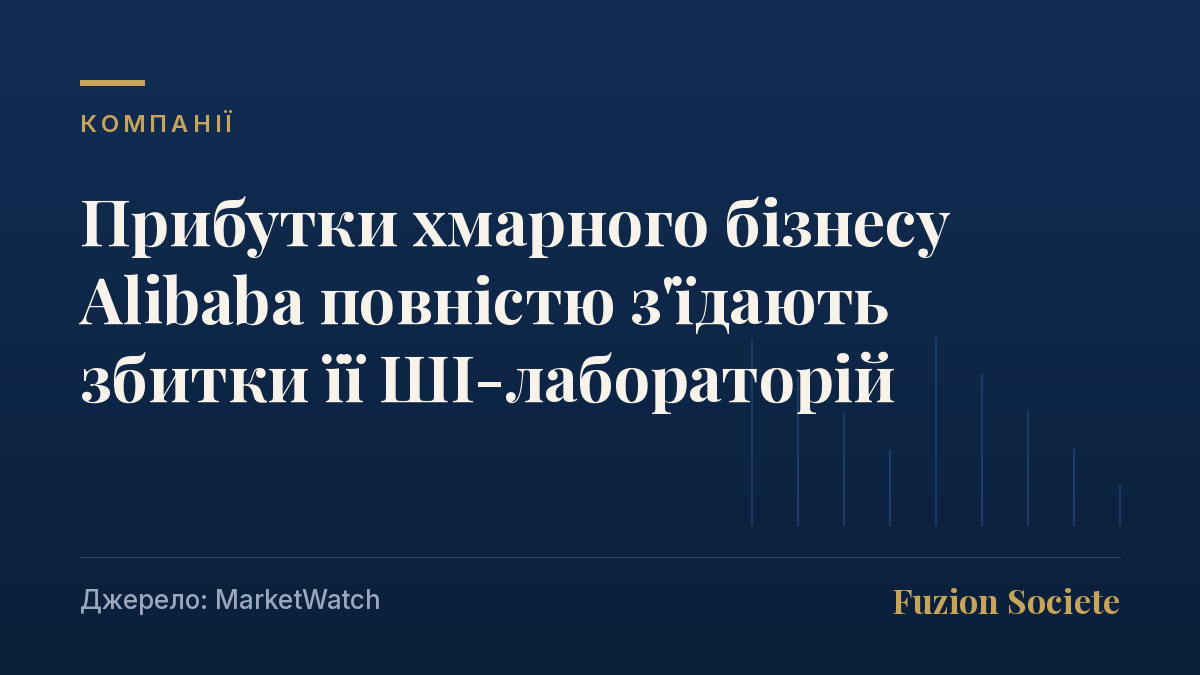 КОМПАНІЇ
Прибутки хмарного бізнесу
Alibaba повністю з'їдають
збитки її ШІ-лабораторій
Джерело: MarketWatch
Fuzion Societe